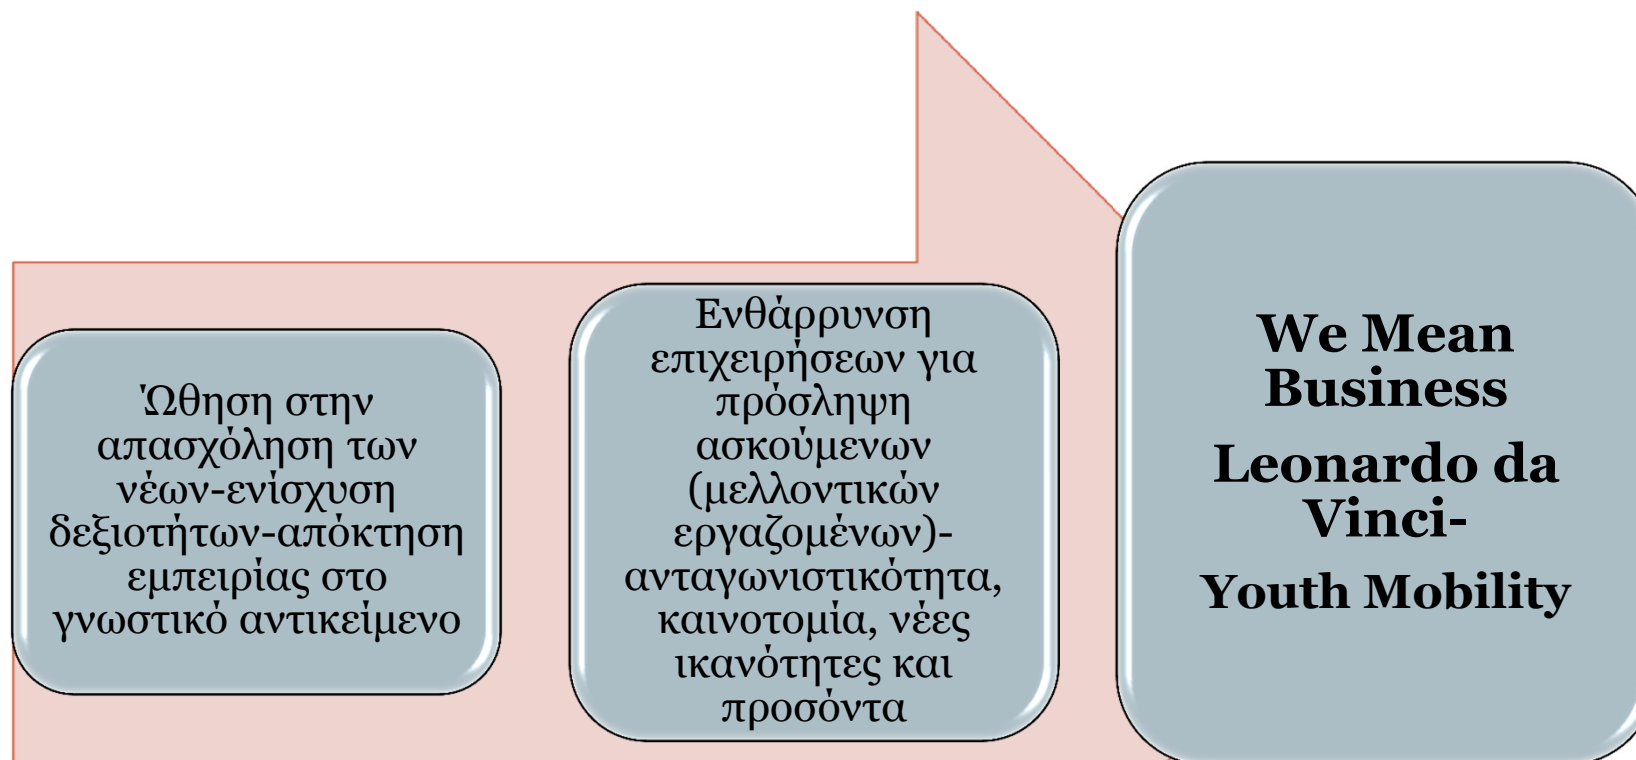 Ώθηση στην
απασχόληση των
νέων-ενίσχυση
δεξιοτήτων-απόκτηση
εμπειρίας στο
γνωστικό αντικείμενο
Ενθάρρυνση
επιχειρήσεων για
πρόσληψη
ασκούμενων
(μελλοντικών
εργαζομένων)-
ανταγωνιστικότητα,
καινοτομία, νέες
ικανότητες και
προσόντα
We Mean
Business
Leonardo da
Vinci-
Youth Mobility